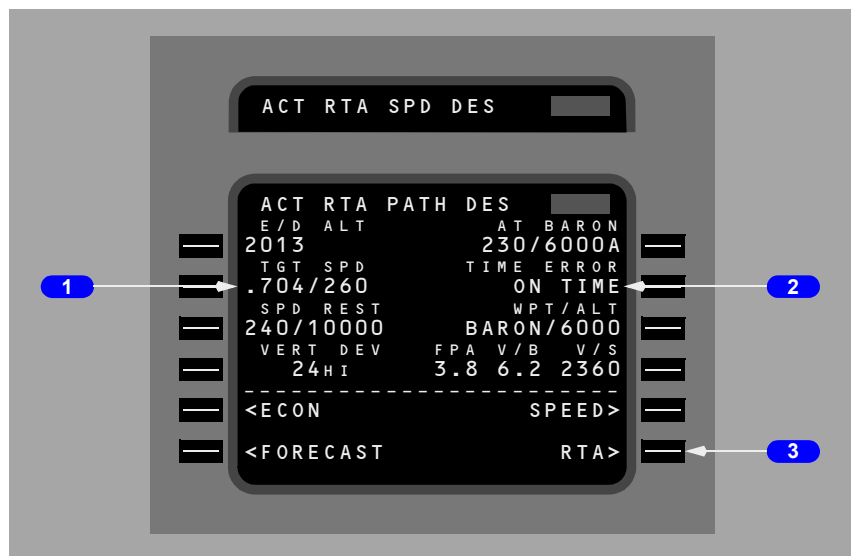 ACT RTA SPD DES
ACT RTA PATH DES
E/D ALT AT BARON
2013 230/6000A
TGT SPD TIME ERROR
1 .704/260 ON TIME 2
SPD REST WPT/ALT
240/10000 BARON/6000
VERT DEV FPA V/B V/S
24HI 3.8 6.2 2360
--------------------------
<ECON SPEED>
<FORECAST RTA> 3